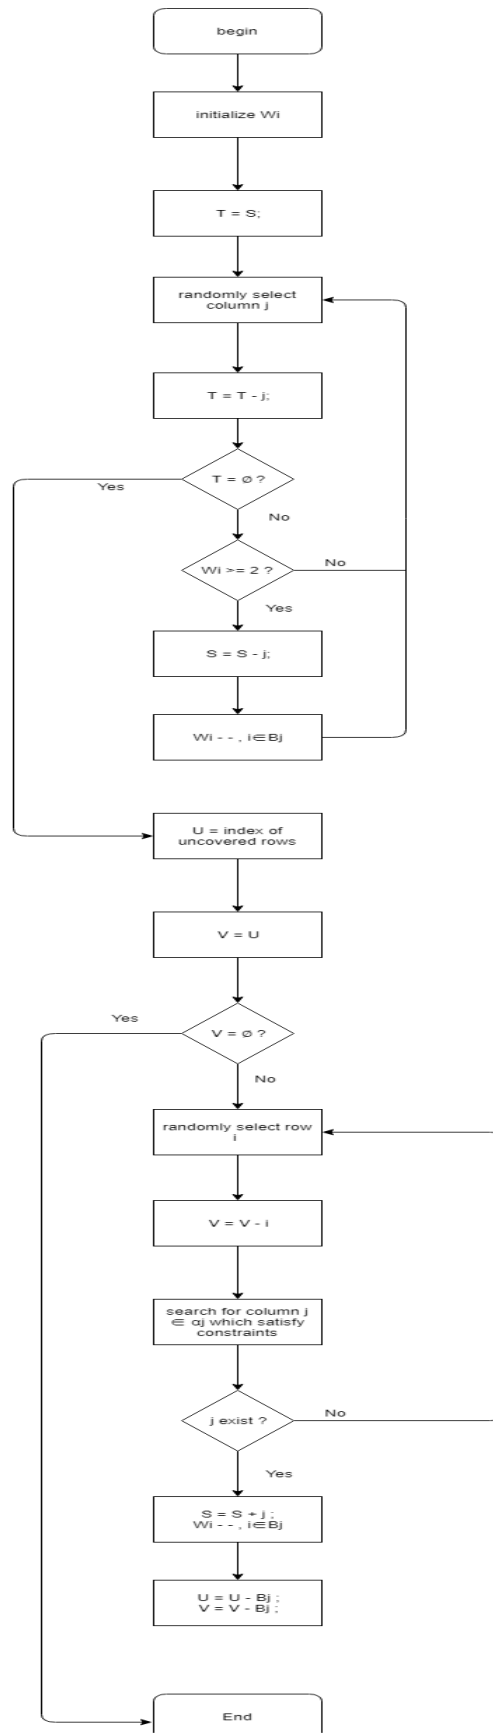 begin
initialize Wi
T = S;
randomly select
column j
T = T - j;
T = ∅ ?
Yes
No
Wi >= 2 ?
No
Yes
S = S - j;
Wi - - , i∈Bj
U = index of
uncovered rows
V = U
Yes
V = ∅ ?
No
randomly select row
i
V = V - i
search for column j
∈ αj which satisfy
constraints
j exist ?
No
Yes
S = S + j ;
Wi - - , i∈Bj
U = U - Bj ;
V = V - Bj ;
End